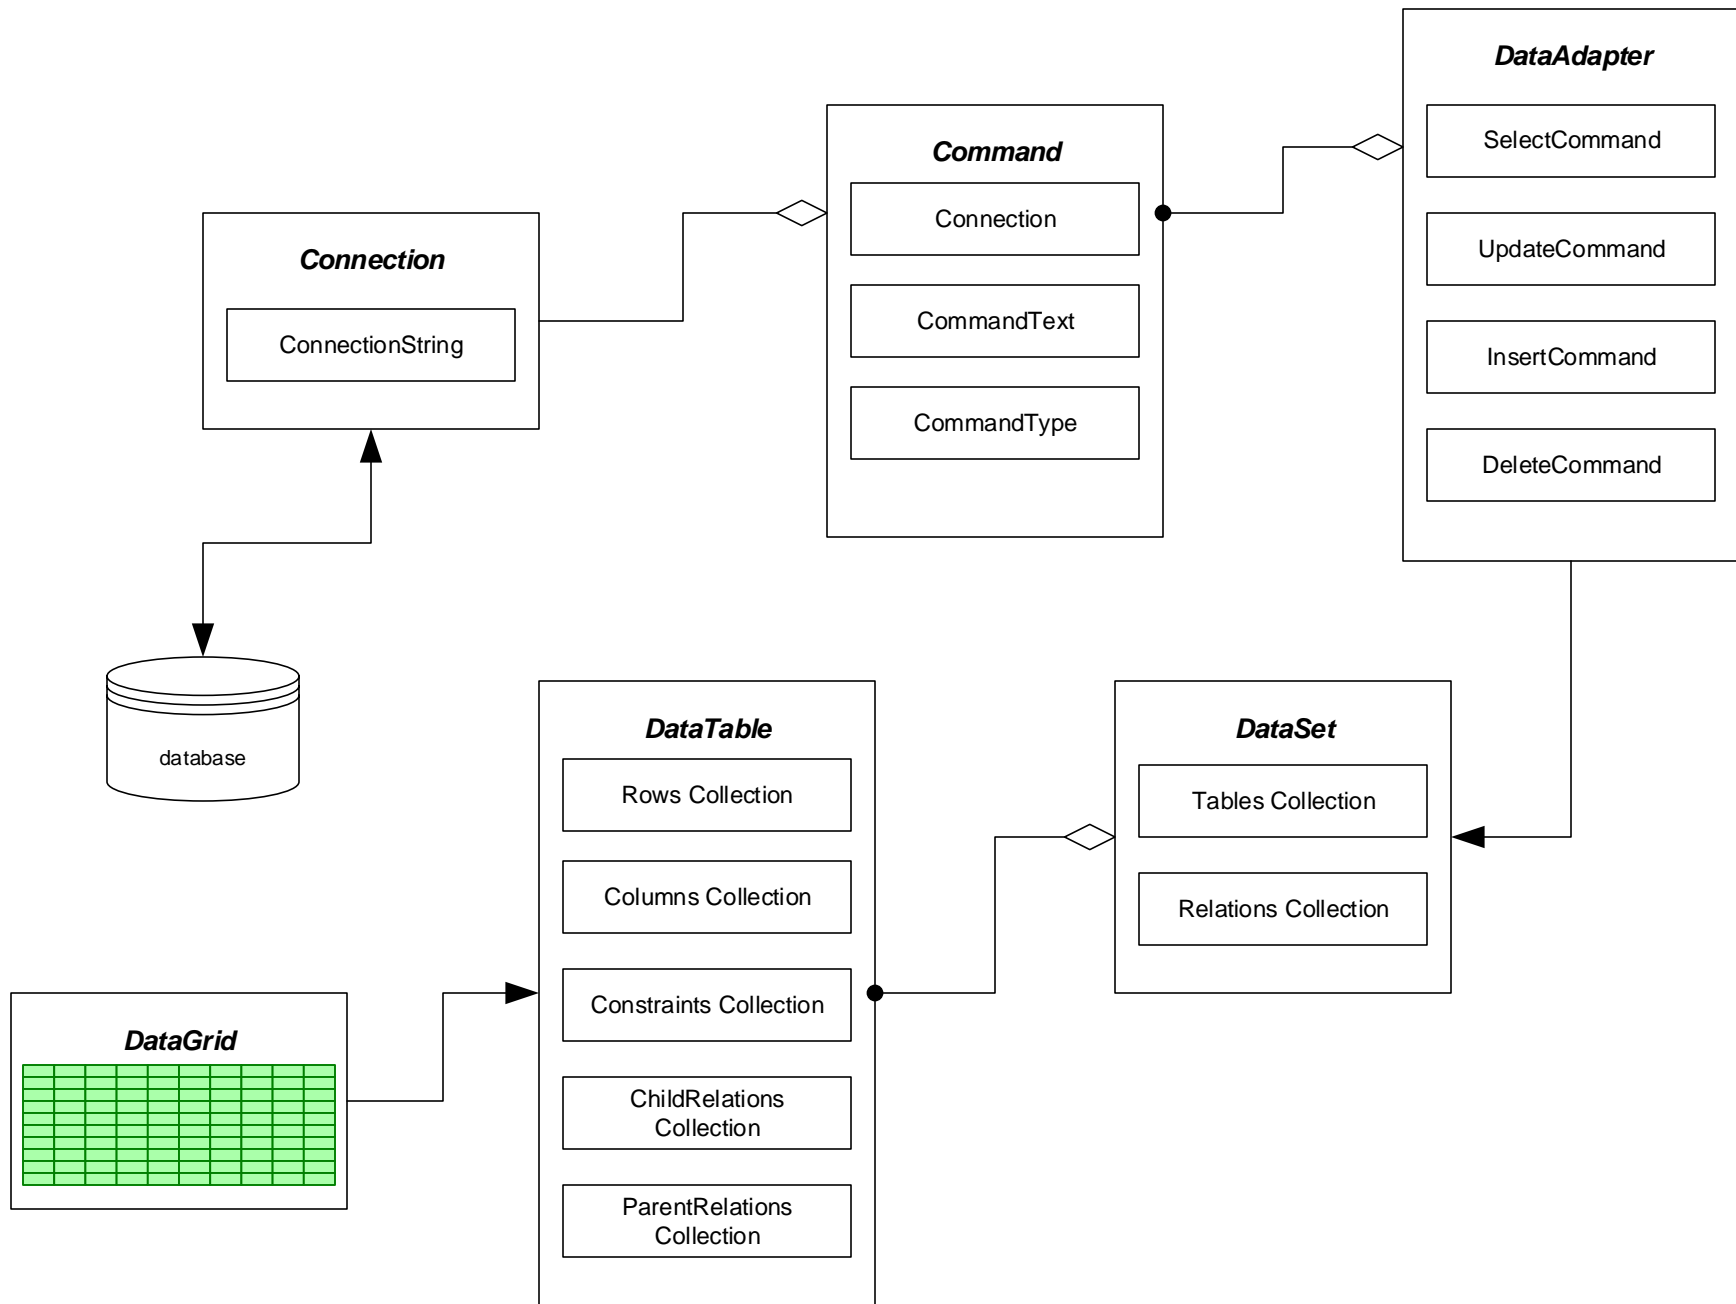 DataAdapter
SelectCommand
UpdateCommand
InsertCommand
DeleteCommand
Command
Connection
CommandText
CommandType
Connection
ConnectionString
database
DataTable
Rows Collection
Columns Collection
Constraints Collection
ChildRelations
Collection
ParentRelations
Collection
DataSet
Tables Collection
Relations Collection
DataGrid